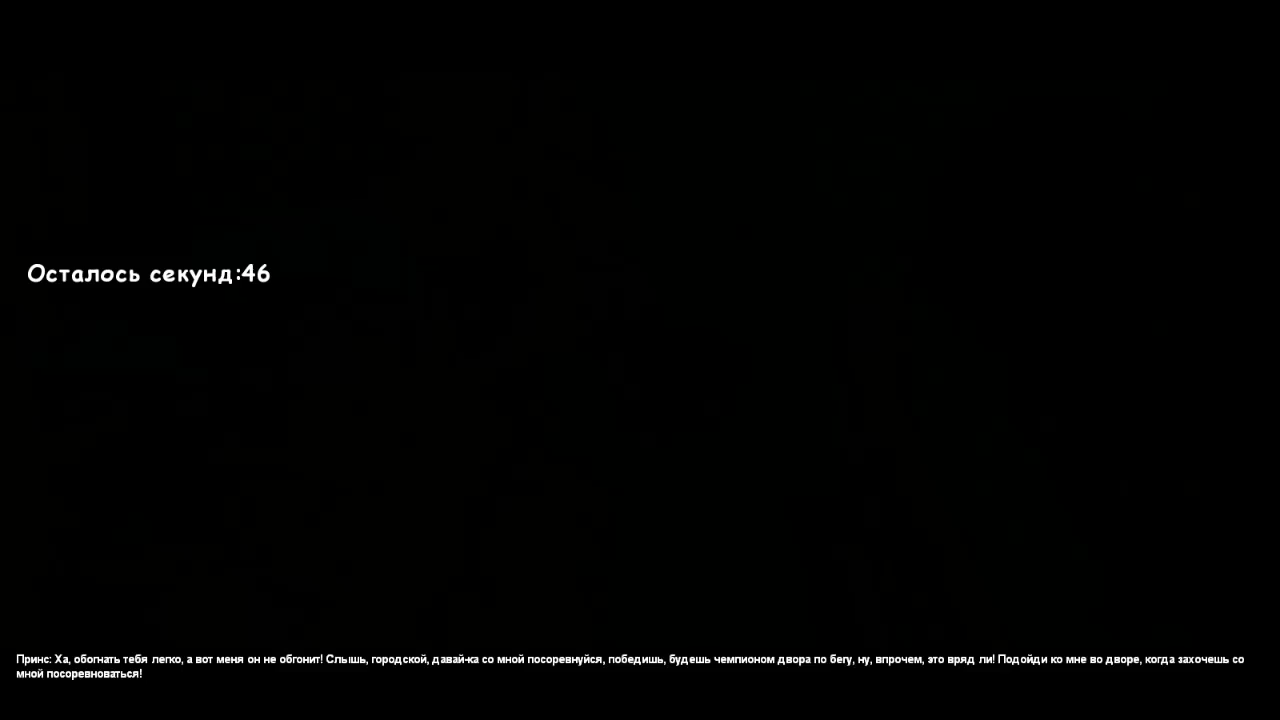 Осталось секунд:46
Принс: Ха, обогнать тебя легко, а вот меня он не обгонит! Слышь, городской, давай-ка со мной посоревнуйся, победишь, будешь чемпионом двора по бегу, ну, впрочем, это вряд ли! Подойди ко мне во дворе, когда захочешь со
мной посоревноваться!